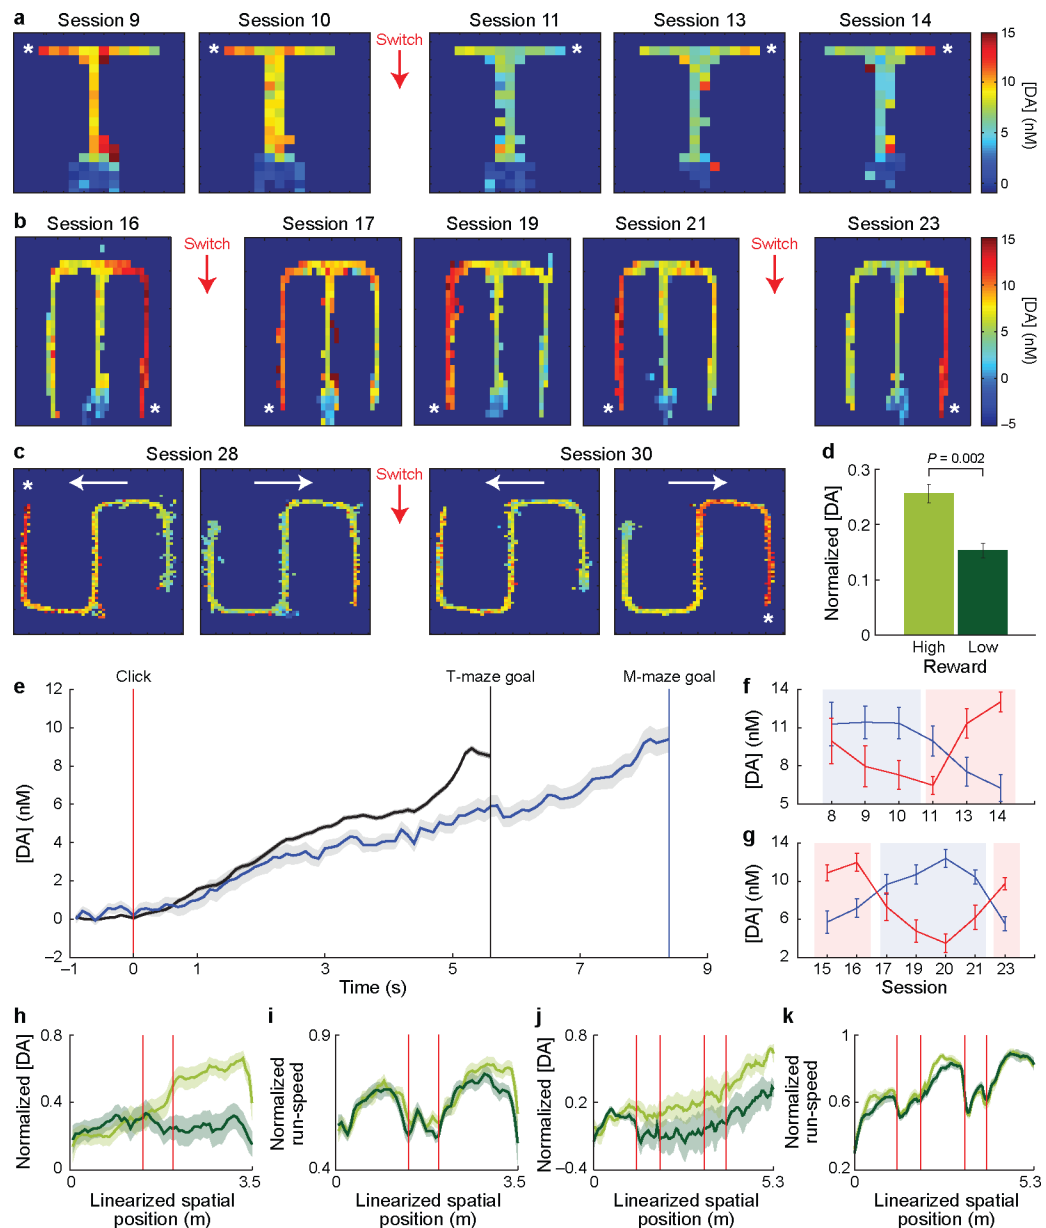 a
Session 9
Session 10
Session 11
Session 13
Session 14
Switch
*
*
*
*
*
15
10
5
0
[DA] (nM)
b
Session 16
Session 17
Session 19
Session 21
Session 23
Switch
Switch
*
*
*
*
*
15
10
5
0
–5
[DA] (nM)
c
Session 28
Session 30
Switch
*
*
d
P = 0.002
Normalized [DA]
0.3
0.2
0.1
0
High
Low
Reward
e
Click
T-maze goal
M-maze goal
[DA] (nM)
12
10
8
6
4
2
0
–2
–1
0
1
3
5
7
9
Time (s)
f
[DA] (nM)
14
11
8
5
8
9
10
11
13
14
g
[DA] (nM)
14
10
6
2
15
16
17
19
20
21
23
Session
h
Normalized [DA]
0.8
0.4
0
0
3.5
Linearized spatial
position (m)
i
Normalized
run-speed
0.9
0.4
0
3.5
Linearized spatial
position (m)
j
Normalized [DA]
0.8
0.2
–0.4
0
5.3
Linearized spatial
position (m)
k
Normalized
run-speed
1
0.6
0.2
0
5.3
Linearized spatial
position (m)